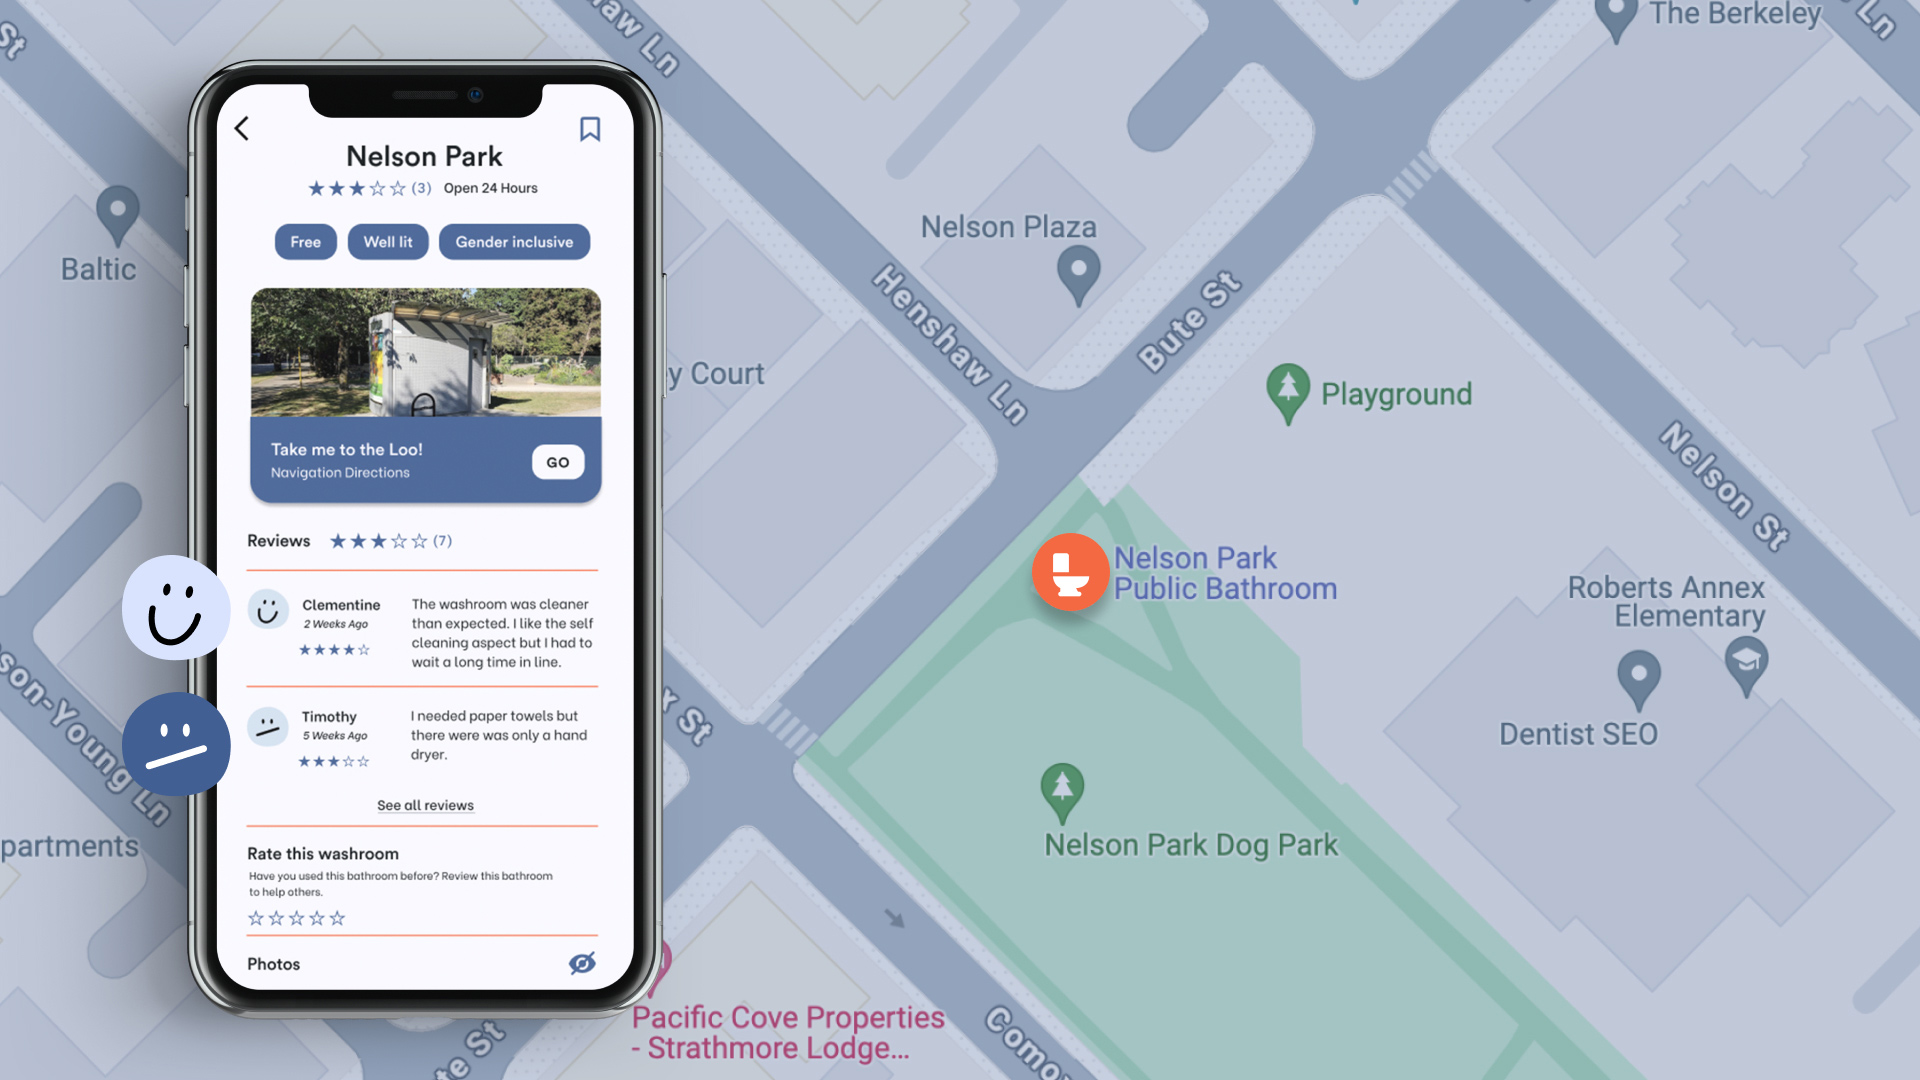 Nelson Park
(3) Open 24 Hours
Free
Well lit
Gender inclusive
Take me to the Loo!
Navigation Directions
GO
Reviews (7)
Clementine
2 Weeks Ago
The washroom was cleaner
than expected. I like the self
cleaning aspect but I had to
wait a long time in line.
Timothy
5 Weeks Ago
I needed paper towels but
there were was only a hand
dryer.
See all reviews
Rate this washroom
Have you used this bathroom before? Review this bathroom
to help others.
Photos
St
haw Ln
The Berkeley
Ln
Baltic
Nelson Plaza
Henshaw Ln
Bute St
y Court
Playground
Nelson St
Nelson Park
Public Bathroom
Roberts Annex
Elementary
Dentist SEO
x St
son-Young Ln
partments
Nelson Park Dog Park
Pacific Cove Properties
- Strathmore Lodge...
te St
Como